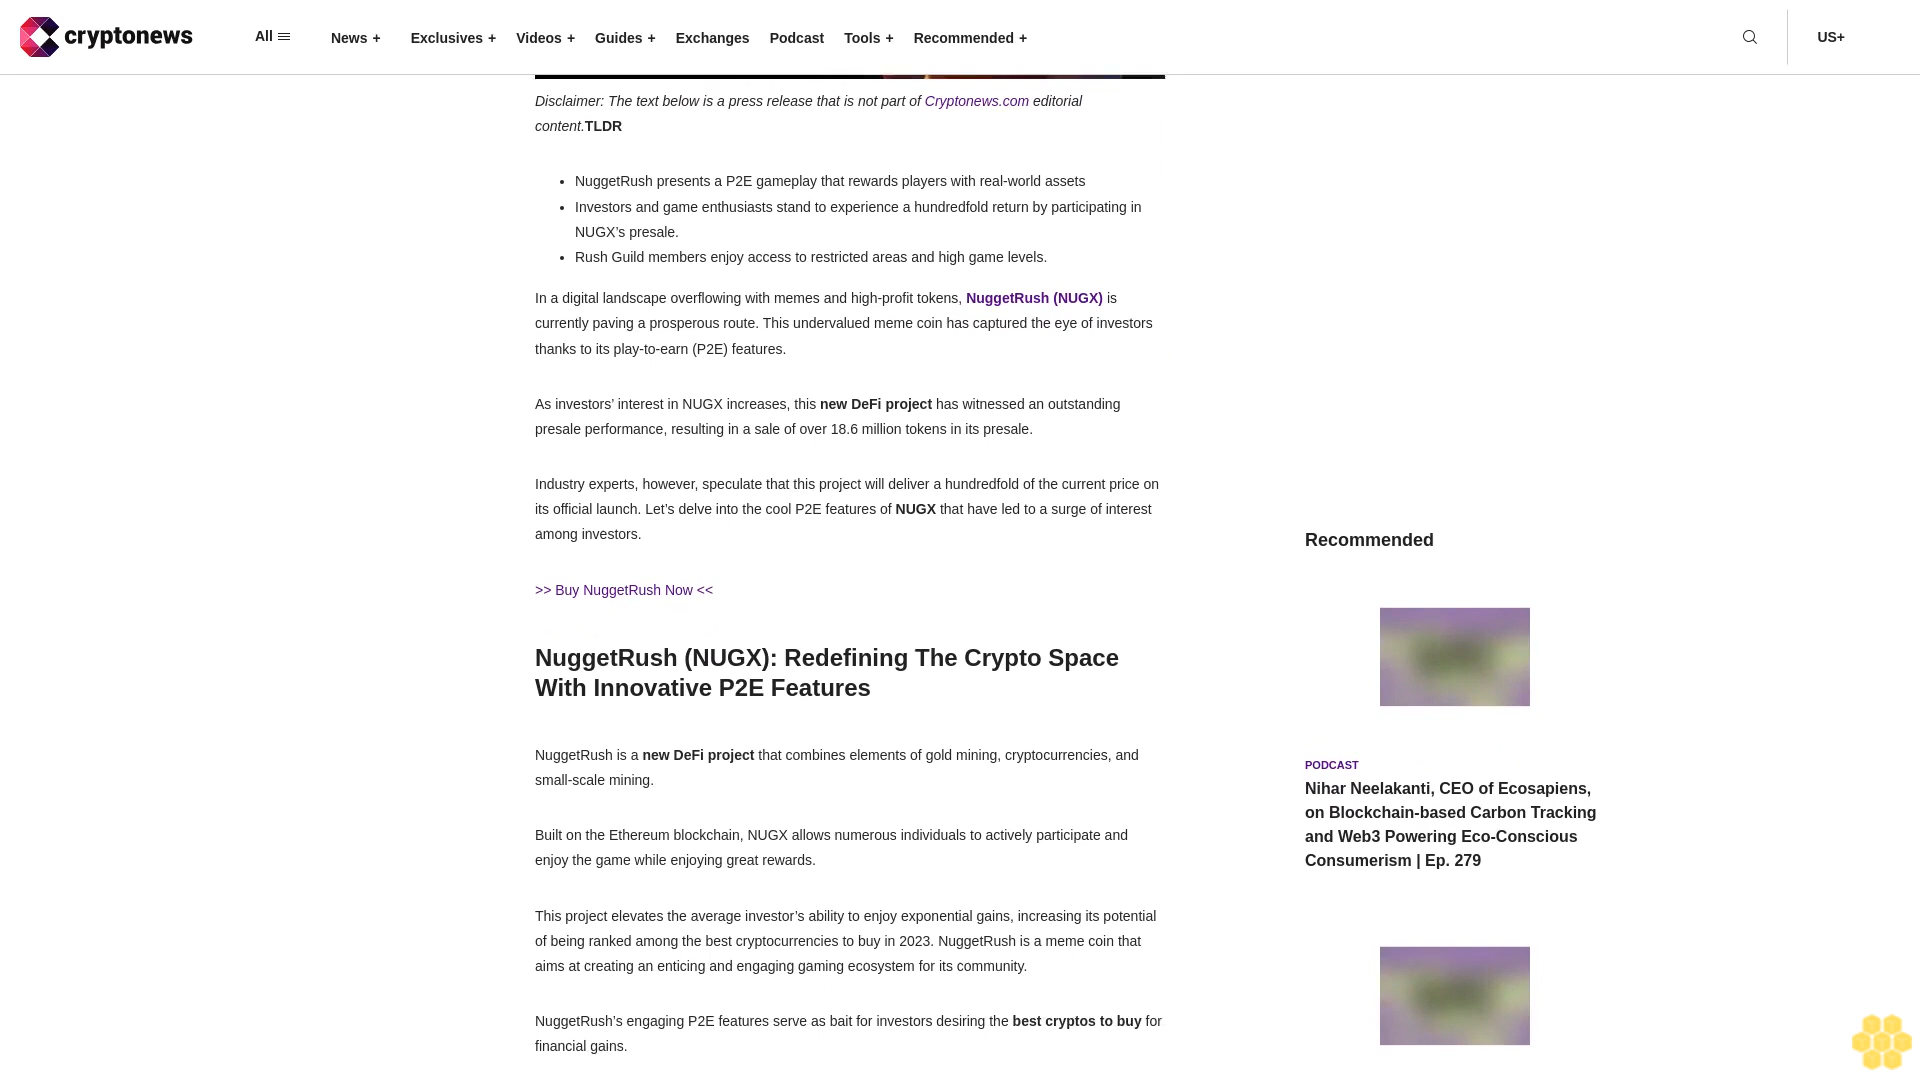 cryptonews
All
News +
Exclusives +
Videos +
Guides +
Exchanges
Podcast
Tools +
Recommended +
US+
Disclaimer: The text below is a press release that is not part of Cryptonews.com editorial
content.TLDR
NuggetRush presents a P2E gameplay that rewards players with real-world assets
Investors and game enthusiasts stand to experience a hundredfold return by participating in
NUGX’s presale.
Rush Guild members enjoy access to restricted areas and high game levels.
In a digital landscape overflowing with memes and high-profit tokens, NuggetRush (NUGX) is
currently paving a prosperous route. This undervalued meme coin has captured the eye of investors
thanks to its play-to-earn (P2E) features.
As investors’ interest in NUGX increases, this new DeFi project has witnessed an outstanding
presale performance, resulting in a sale of over 18.6 million tokens in its presale.
Industry experts, however, speculate that this project will deliver a hundredfold of the current price on
its official launch. Let’s delve into the cool P2E features of NUGX that have led to a surge of interest
among investors.
>> Buy NuggetRush Now <<
NuggetRush (NUGX): Redefining The Crypto Space
With Innovative P2E Features
NuggetRush is a new DeFi project that combines elements of gold mining, cryptocurrencies, and
small-scale mining.
Built on the Ethereum blockchain, NUGX allows numerous individuals to actively participate and
enjoy the game while enjoying great rewards.
This project elevates the average investor’s ability to enjoy exponential gains, increasing its potential
of being ranked among the best cryptocurrencies to buy in 2023. NuggetRush is a meme coin that
aims at creating an enticing and engaging gaming ecosystem for its community.
NuggetRush’s engaging P2E features serve as bait for investors desiring the best cryptos to buy for
financial gains.
Recommended
PODCAST
Nihar Neelakanti, CEO of Ecosapiens,
on Blockchain-based Carbon Tracking
and Web3 Powering Eco-Conscious
Consumerism | Ep. 279